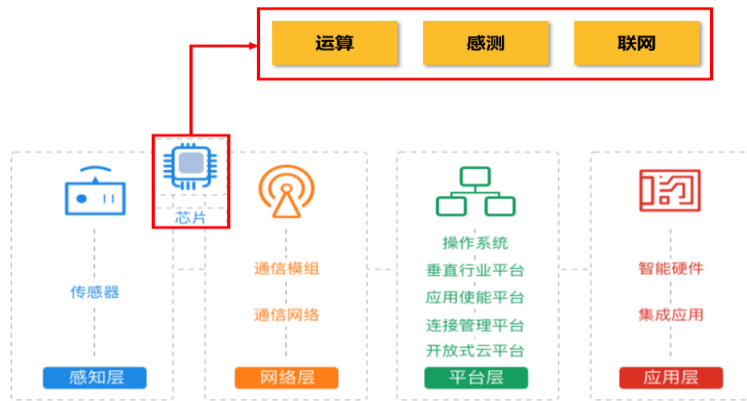 运算
感测
联网
芯片
传感器
感知层
通信模组
通信网络
网络层
操作系统
垂直行业平台
应用使能平台
连接管理平台
开放式云平台
平台层
智能硬件
集成应用
应用层